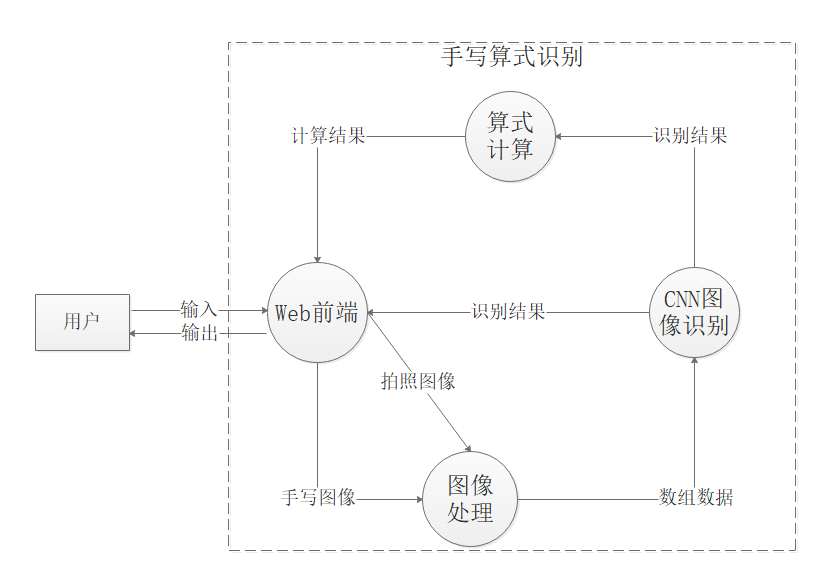 手写算式识别
计算结果
算式
计算
识别结果
用户
输入
输出
Web前端
识别结果
CNN图
像识别
拍照图像
手写图像
图像
处理
数组数据